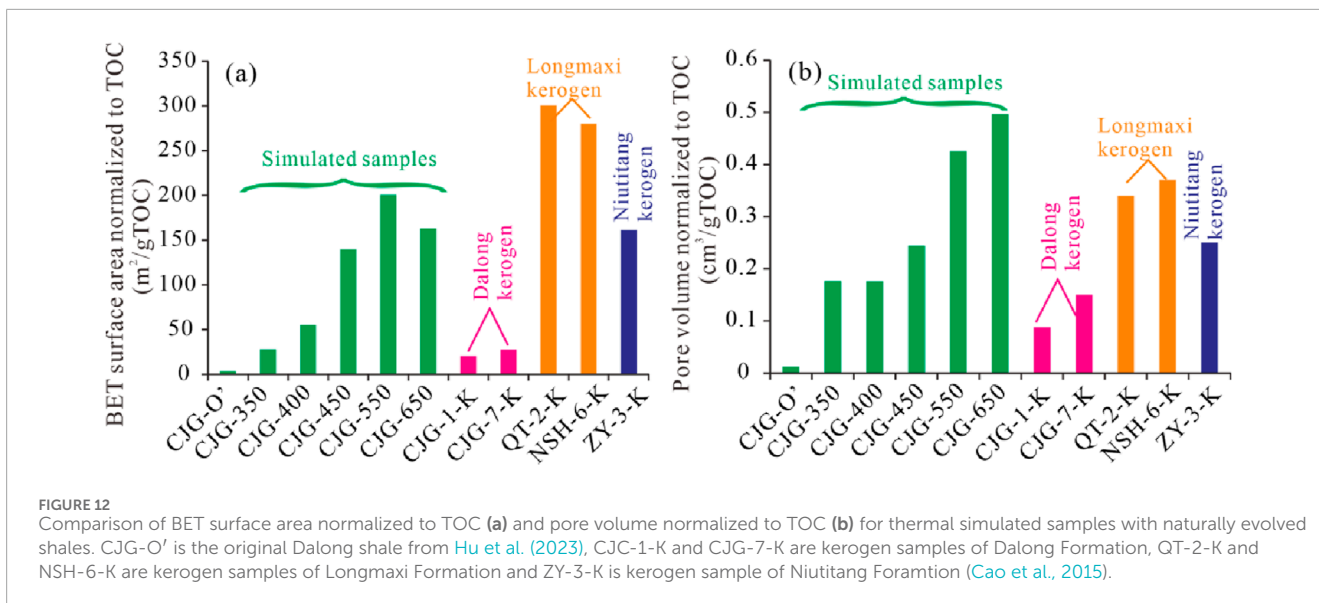 BET surface area normalized to TOC
(m²/gTOC)
350
300
250
200
150
100
50
0
(a)
Simulated samples
Dalong
kerogen
Longmaxi
kerogen
Niutitang
kerogen
CJG-O'
CJG-350
CJG-400
CJG-450
CJG-550
CJG-650
CJG-1-K
CJG-7-K
QT-2-K
NSH-6-K
ZY-3-K
Pore volume normalized to TOC
(cm³/gTOC)
0.6
0.5
0.4
0.3
0.2
0.1
0
(b)
Simulated samples
Dalong
kerogen
Longmaxi
kerogen
Niutitang
kerogen
CJG-O'
CJG-350
CJG-400
CJG-450
CJG-550
CJG-650
CJG-1-K
CJG-7-K
QT-2-K
NSH-6-K
ZY-3-K
FIGURE 12
Comparison of BET surface area normalized to TOC (a) and pore volume normalized to TOC (b) for thermal simulated samples with naturally evolved
shales. CJG-O′ is the original Dalong shale from Hu et al. (2023), CJC-1-K and CJG-7-K are kerogen samples of Dalong Formation, QT-2-K and
NSH-6-K are kerogen samples of Longmaxi Formation and ZY-3-K is kerogen sample of Niutitang Foramtion (Cao et al., 2015).